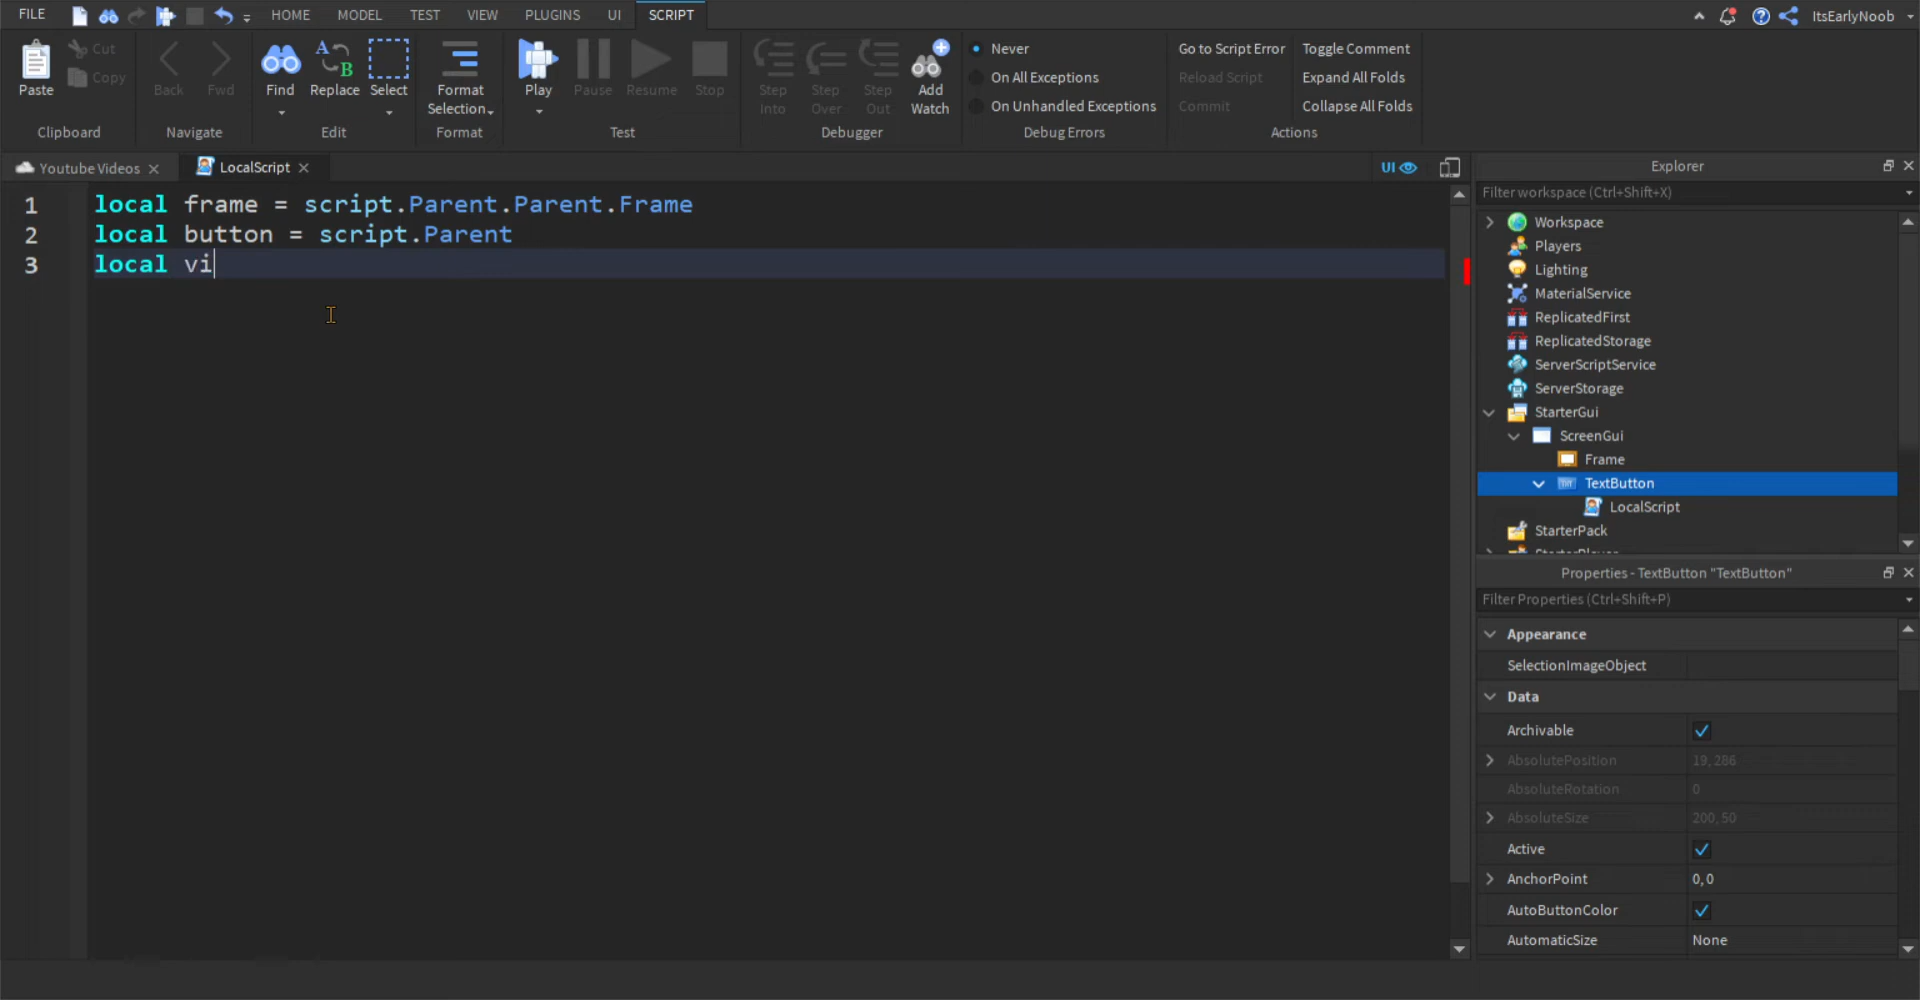 FILE HOME MODEL TEST VIEW PLUGINS UI SCRIPT ItsEarlyNoob
Paste Cut Copy Clipboard
Back Fwd Navigate
Find Replace Select Edit
A B
Format Selection Format
Play Pause Resume Stop Test
Step Into Step Over Step Out Add Watch Debugger
Never
On All Exceptions
On Unhandled Exceptions
Debug Errors
Go to Script Error Toggle Comment
Reload Script Expand All Folds
Commit Collapse All Folds
Actions
Youtube Videos LocalScript UI
1 local frame = script.Parent.Parent.Frame
2 local button = script.Parent
3 local vi
Explorer
Filter workspace (Ctrl+Shift+X)
Workspace
Players
Lighting
MaterialService
ReplicatedFirst
ReplicatedStorage
ServerScriptService
ServerStorage
StarterGui
ScreenGui
Frame
TextButton
LocalScript
StarterPack
StarterPlayer
Properties - TextButton "TextButton"
Filter Properties (Ctrl+Shift+P)
Appearance
SelectionImageObject
Data
Archivable
AbsolutePosition 19, 286
AbsoluteRotation 0
AbsoluteSize 200, 50
Active
AnchorPoint 0, 0
AutoButtonColor
AutomaticSize None